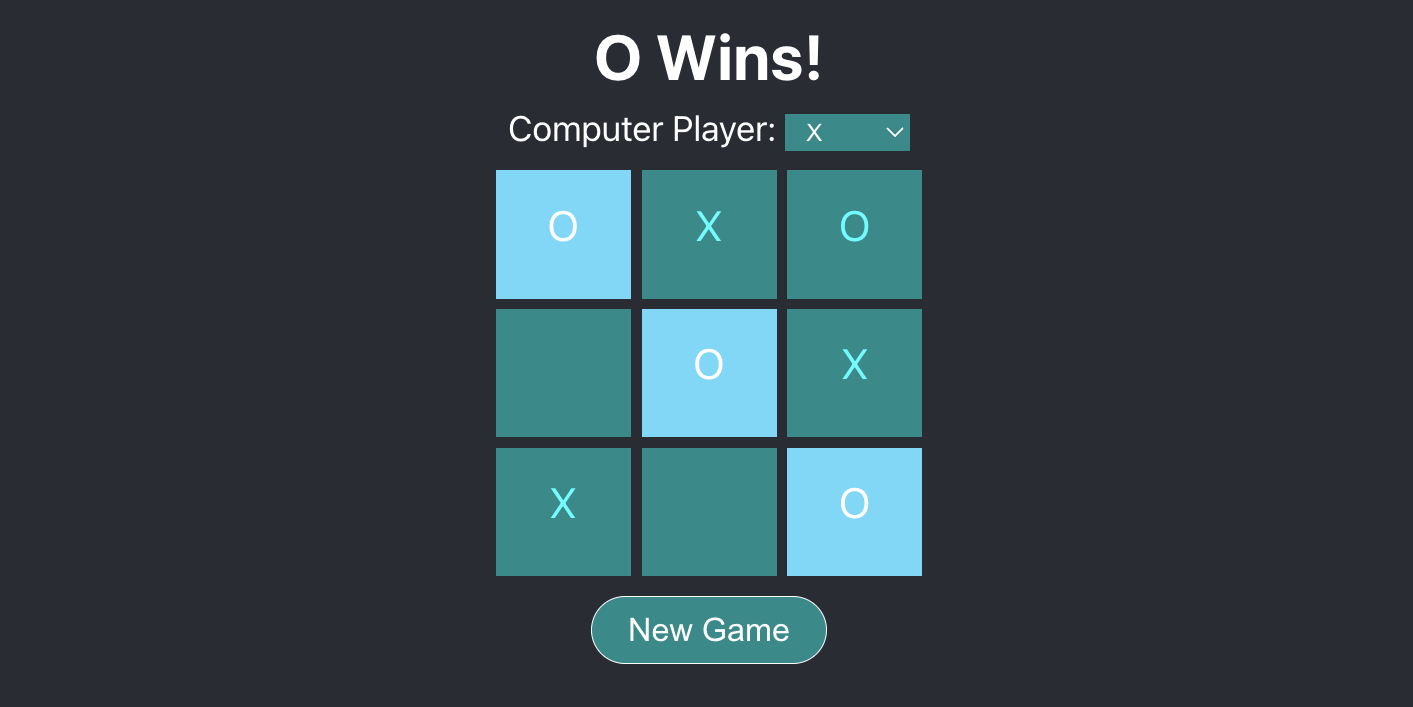 O Wins!
Computer Player: X
O X O
O X
X O
New Game